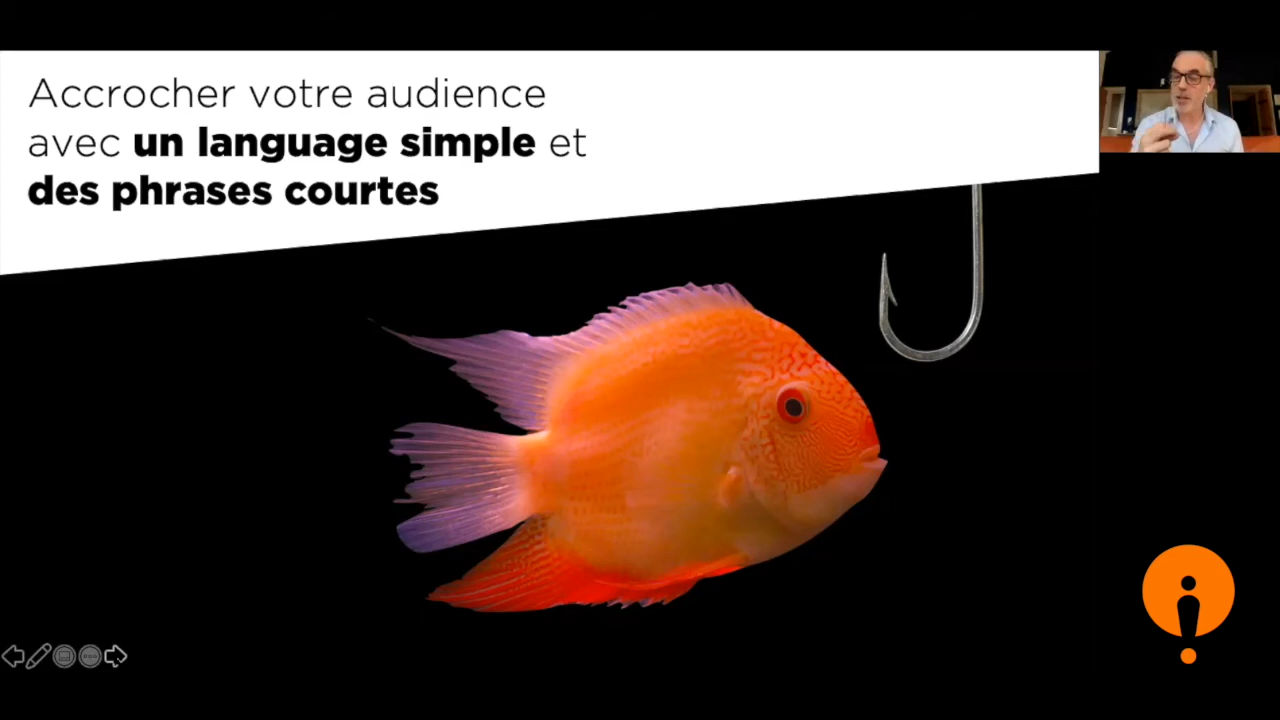 Accrocher votre audience
avec un language simple et
des phrases courtes